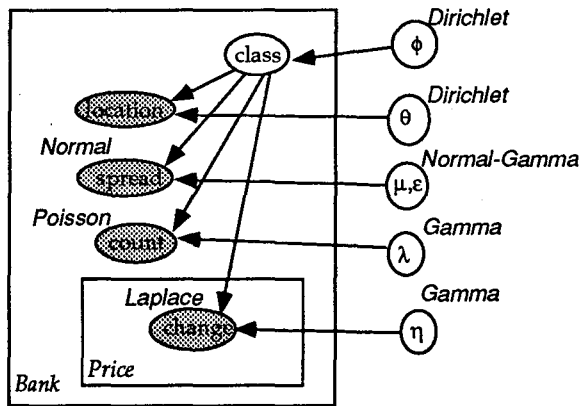 Dirichlet
class
ϕ
location
Dirichlet
θ
Normal
spread
Normal-Gamma
μ,ε
Poisson
count
Gamma
λ
Laplace
change
Gamma
η
Price
Bank